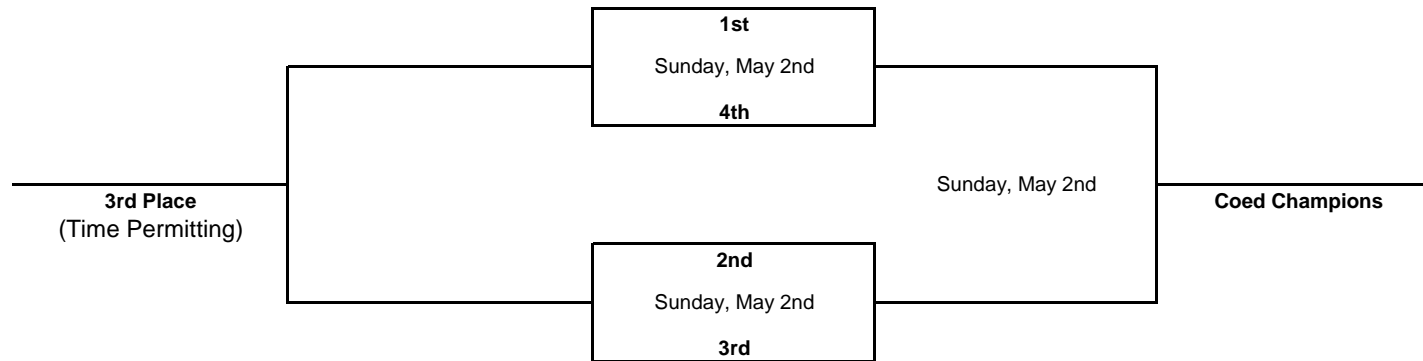 1st
Sunday, May 2nd
4th
Sunday, May 2nd
3rd Place
Coed Champions
(Time Permitting)
2nd
Sunday, May 2nd
3rd